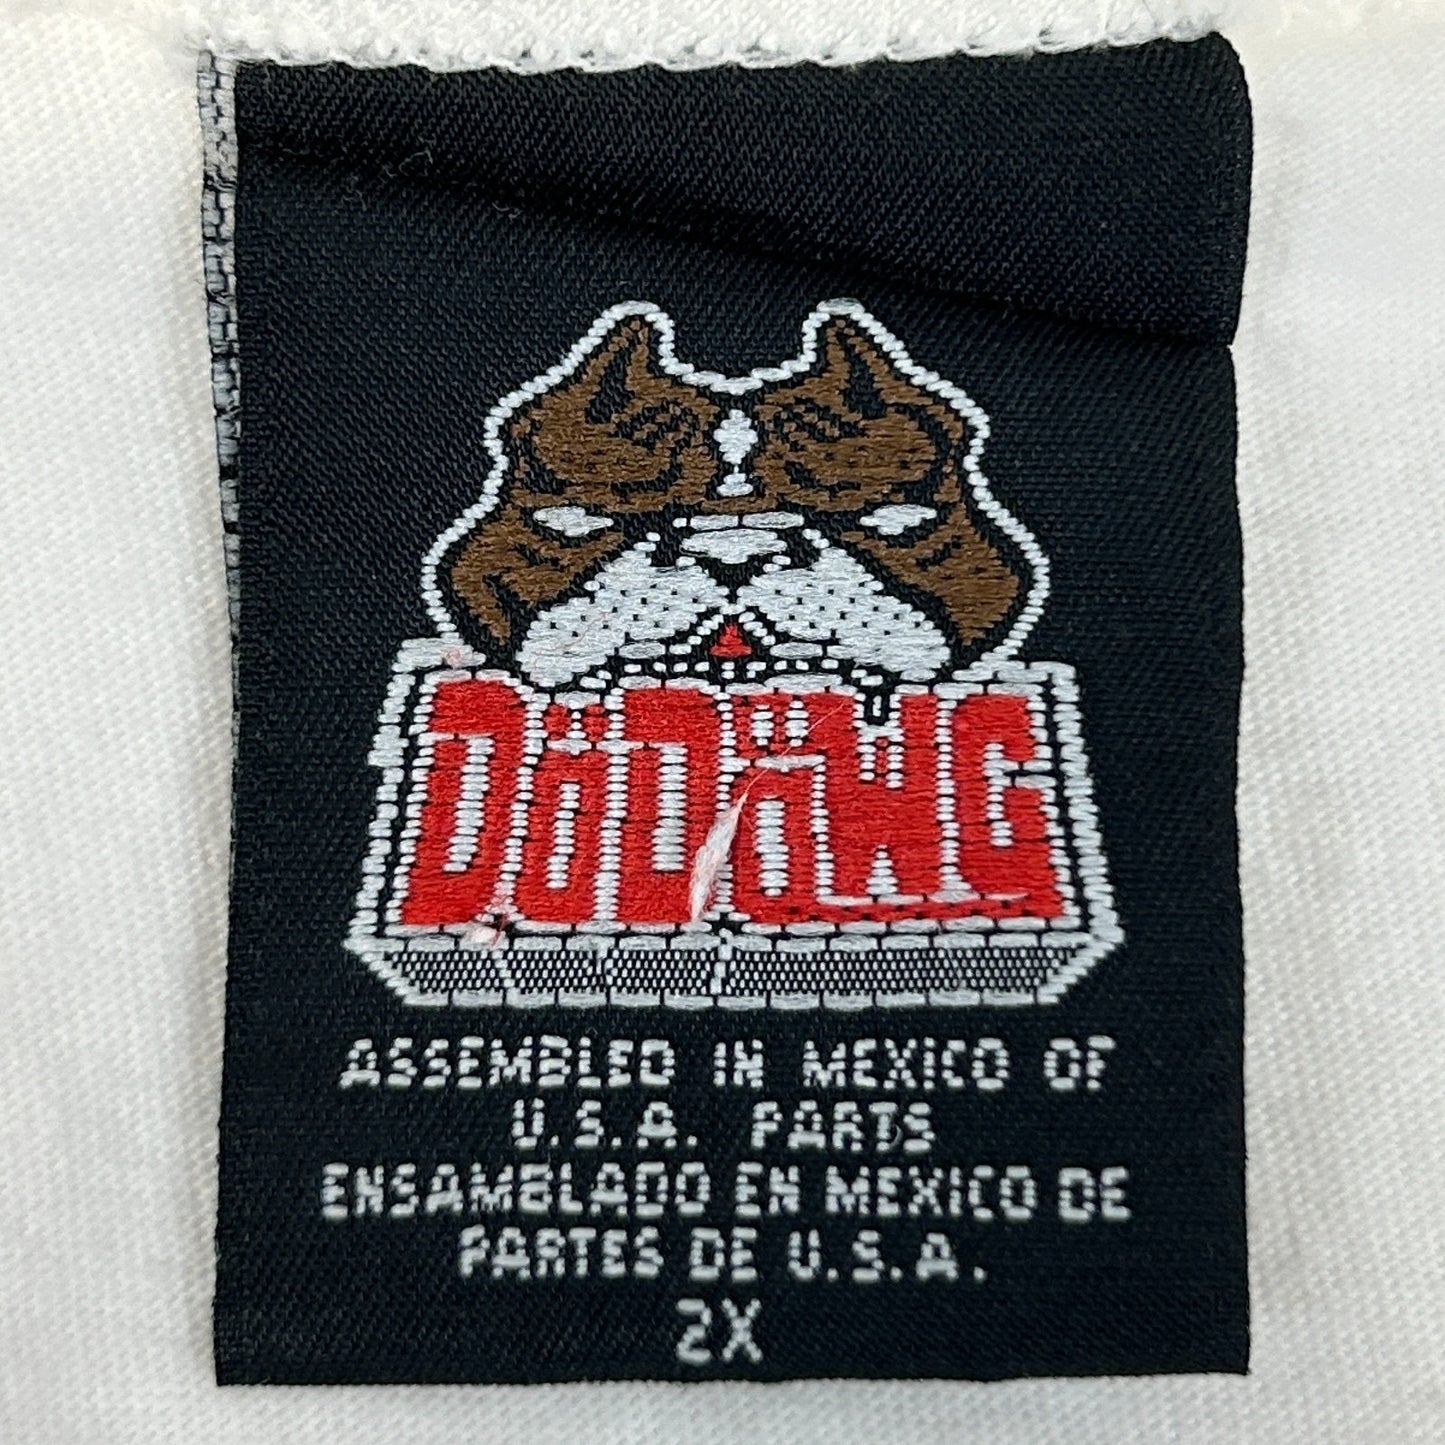 DöDÄWG
ASSEMBLED IN MEXICO OF
U.S.A. PARTS
ENSAMBLADO EN MEXICO DE
PARTES DE U.S.A.
2X